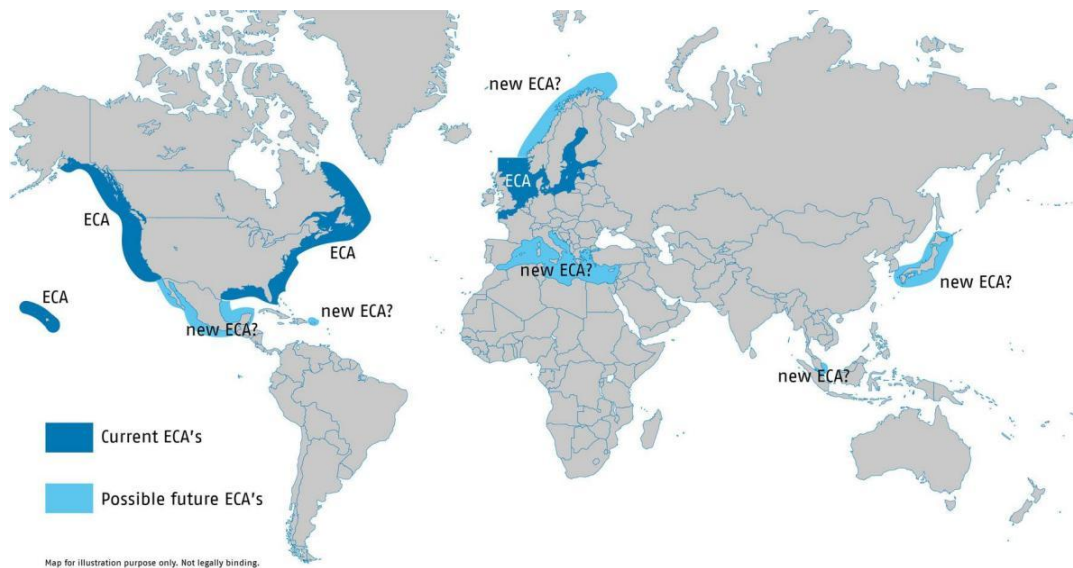 new ECA?
ECA
ECA
ECA
ECA
new ECA?
new ECA?
new ECA?
new ECA?
new ECA?
Current ECA's
Possible future ECA's
Map for illustration purpose only. Not legally binding.